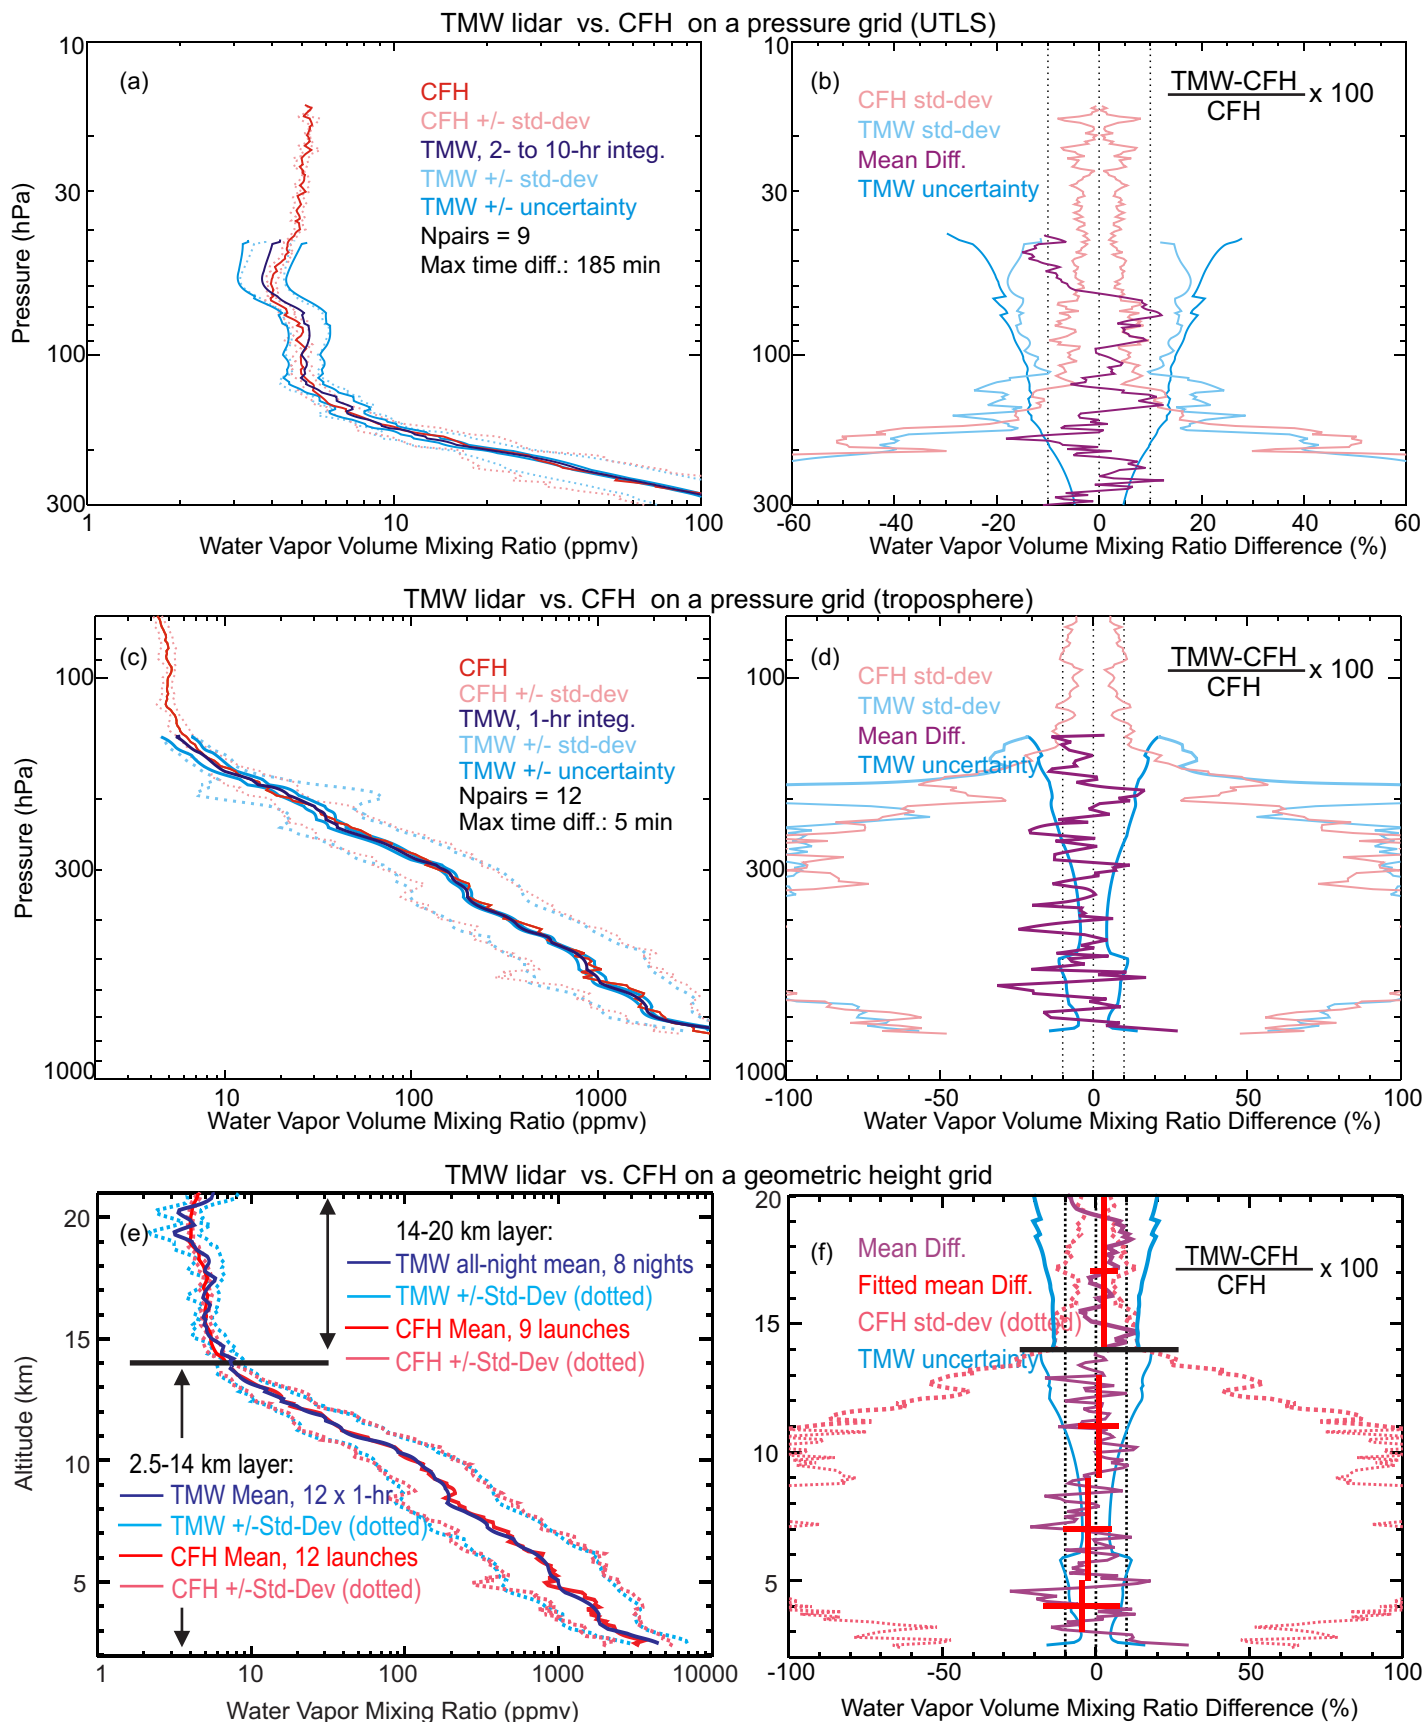 TMW lidar vs. CFH on a pressure grid (UTLS)
(a)
CFH
CFH +/- std-dev
TMW, 2- to 10-hr integ.
TMW +/- std-dev
TMW +/- uncertainty
Npairs = 9
Max time diff.: 185 min
10
30
100
300
Pressure (hPa)
1 10 100
Water Vapor Volume Mixing Ratio (ppmv)
(b)
CFH std-dev
TMW std-dev
Mean Diff.
TMW uncertainty
TMW-CFH
CFH
x 100
10
30
100
300
-60 -40 -20 0 20 40 60
Water Vapor Volume Mixing Ratio Difference (%)
TMW lidar vs. CFH on a pressure grid (troposphere)
(c)
CFH
CFH +/- std-dev
TMW, 1-hr integ.
TMW +/- std-dev
TMW +/- uncertainty
Npairs = 12
Max time diff.: 5 min
100
300
1000
Pressure (hPa)
10 100 1000
Water Vapor Volume Mixing Ratio (ppmv)
(d)
CFH std-dev
TMW std-dev
Mean Diff.
TMW uncertainty
TMW-CFH
CFH
x 100
100
300
1000
-100 -50 0 50 100
Water Vapor Volume Mixing Ratio Difference (%)
TMW lidar vs. CFH on a geometric height grid
(e)
14-20 km layer:
TMW all-night mean, 8 nights
TMW +/-Std-Dev (dotted)
CFH Mean, 9 launches
CFH +/-Std-Dev (dotted)
2.5-14 km layer:
TMW Mean, 12 x 1-hr
TMW +/-Std-Dev (dotted)
CFH Mean, 12 launches
CFH +/-Std-Dev (dotted)
20
15
10
5
Altitude (km)
1 10 100 1000 10000
Water Vapor Mixing Ratio (ppmv)
(f)
Mean Diff.
Fitted mean Diff.
CFH std-dev (dotted)
TMW uncertainty
TMW-CFH
CFH
x 100
20
15
10
5
-100 -50 0 50 100
Water Vapor Volume Mixing Ratio Difference (%)